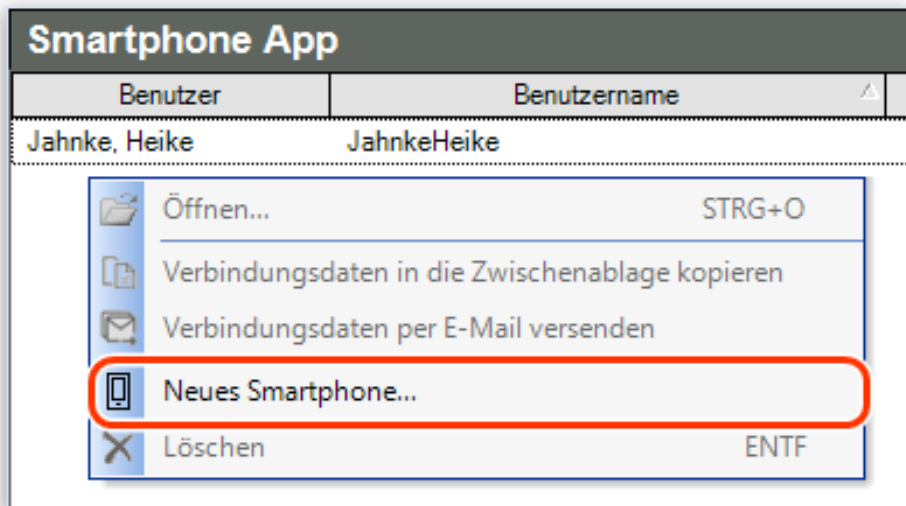 Smartphone App
Benutzer Benutzername
Jahnke, Heike JahnkeHeike
Öffnen... STRG+O
Verbindungsdaten in die Zwischenablage kopieren
Verbindungsdaten per E-Mail versenden
Neues Smartphone...
Löschen ENTF